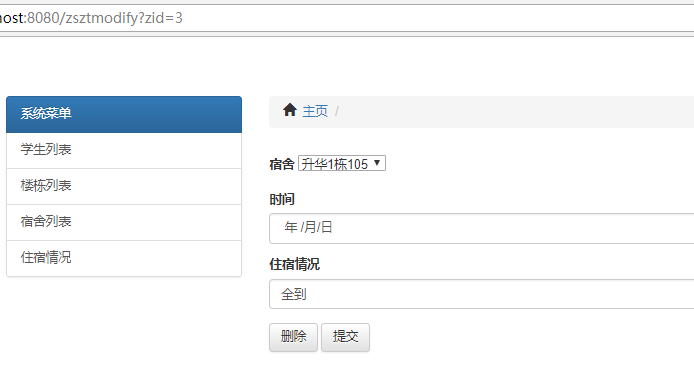 host:8080/zsztmodify?zid=3
系统菜单
学生列表
楼栋列表
宿舍列表
住宿情况
主页 /
宿舍 升华1栋105
时间
年 /月/日
住宿情况
全到
删除 提交